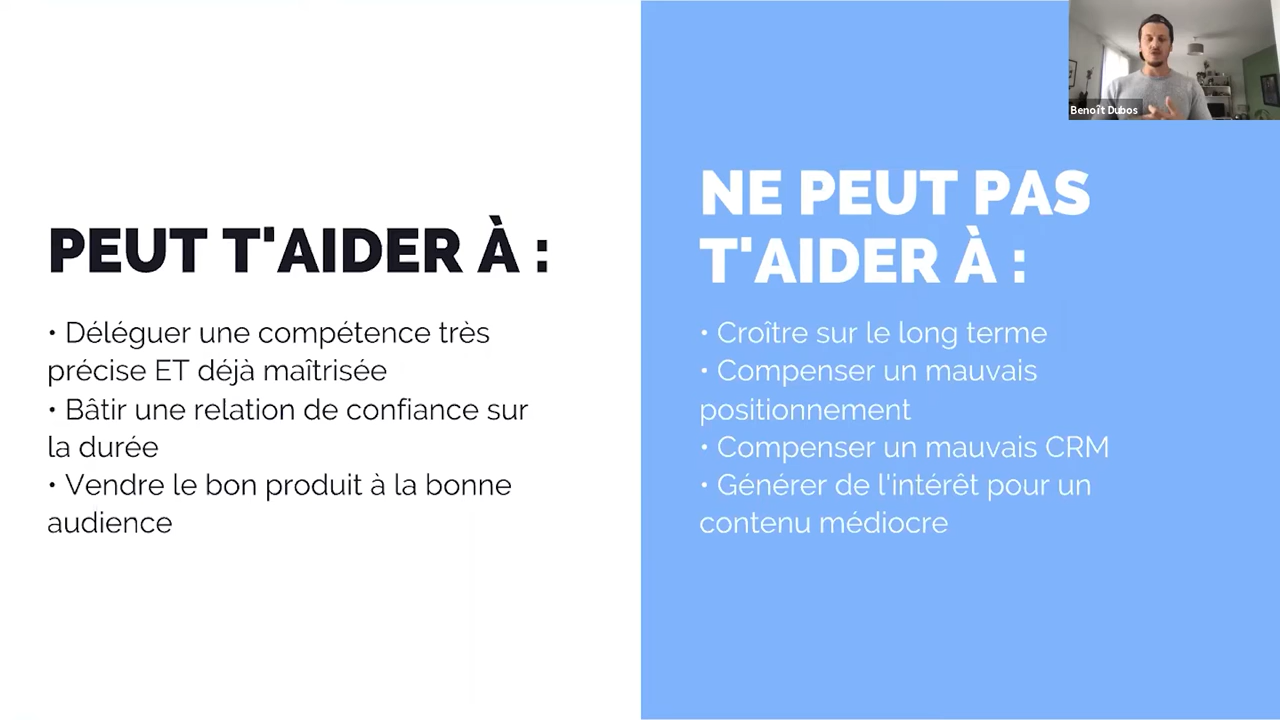 PEUT T'AIDER À :
• Déléguer une compétence très
précise ET déjà maîtrisée
• Bâtir une relation de confiance sur
la durée
• Vendre le bon produit à la bonne
audience
NE PEUT PAS
T'AIDER À :
• Croître sur le long terme
• Compenser un mauvais
positionnement
• Compenser un mauvais CRM
• Générer de l'intérêt pour un
contenu médiocre
Benoît Dubos